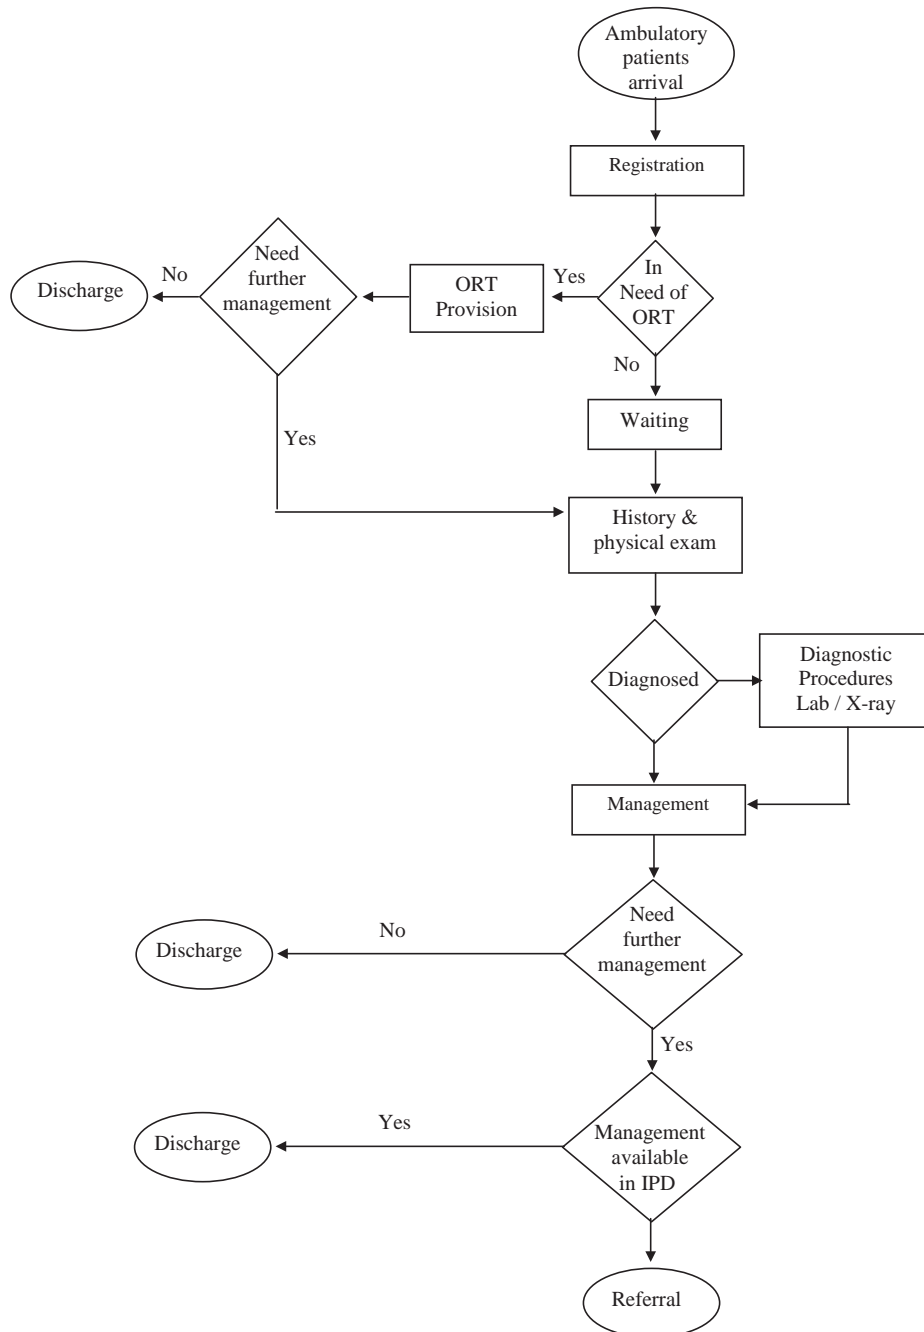 Ambulatory
patients
arrival
Registration
In
Need of
ORT
Yes
ORT
Provision
Need
further
management
No
Discharge
No
Waiting
Yes
History &
physical exam
Diagnosed
Diagnostic
Procedures
Lab / X-ray
Management
Need
further
management
No
Discharge
Yes
Management
available
in IPD
Yes
Discharge
Referral